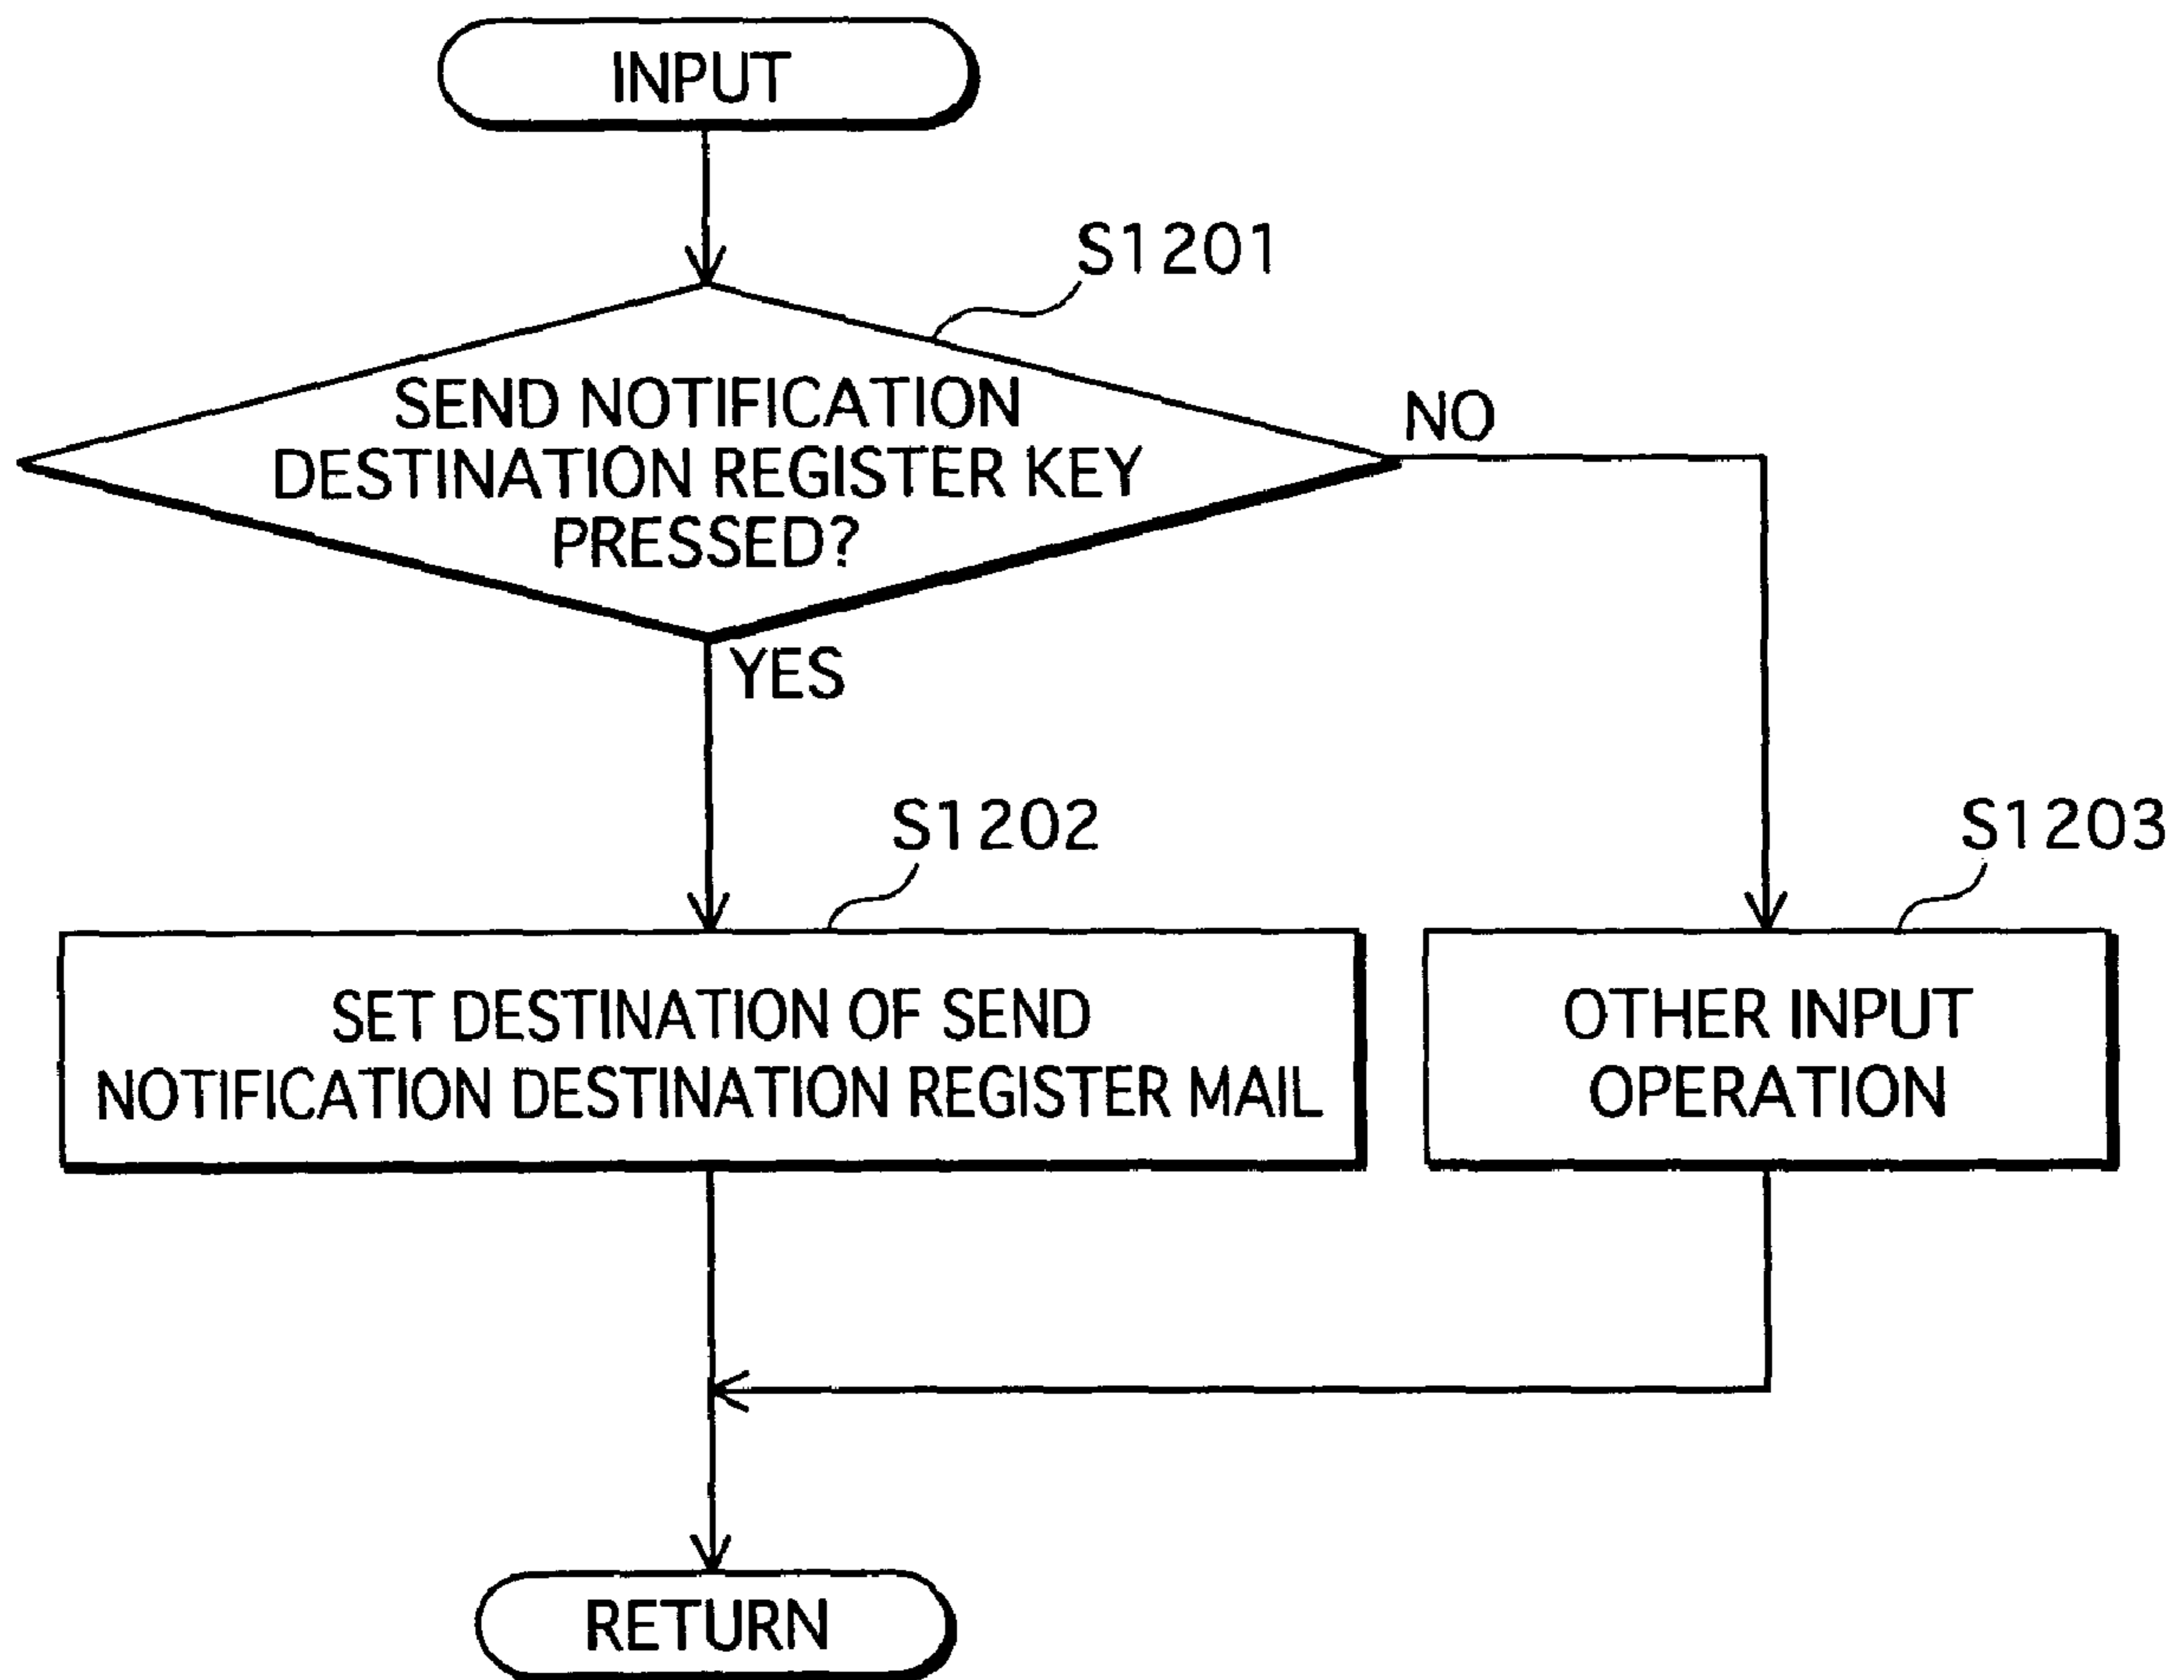 INPUT
S1201
SEND NOTIFICATION
DESTINATION REGISTER KEY
PRESSED?
NO
YES
S1202
S1203
SET DESTINATION OF SEND
NOTIFICATION DESTINATION REGISTER MAIL
OTHER INPUT
OPERATION
RETURN